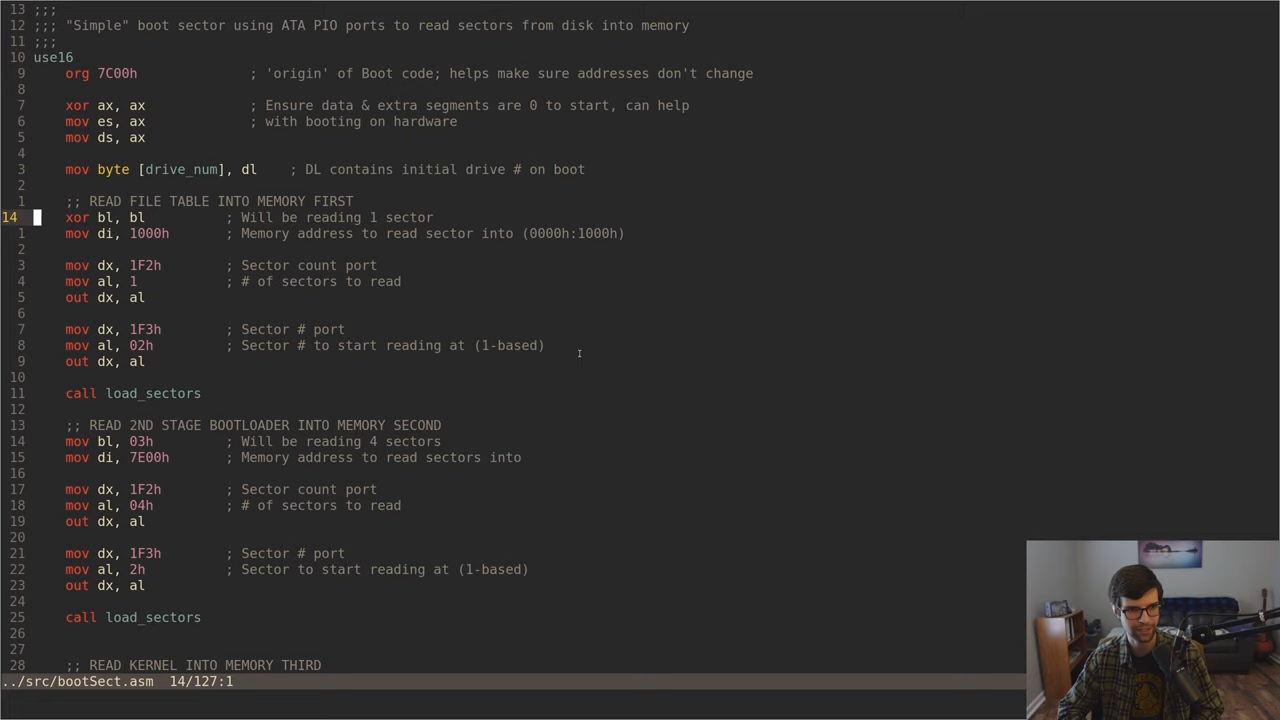 13 ;;;
12 ;;; "Simple" boot sector using ATA PIO ports to read sectors from disk into memory
11 ;;;
10 use16
9 org 7C00h ; 'origin' of Boot code; helps make sure addresses don't change
8
7 xor ax, ax ; Ensure data & extra segments are 0 to start, can help
6 mov es, ax ; with booting on hardware
5 mov ds, ax
4
3 mov byte [drive_num], dl ; DL contains initial drive # on boot
2
1 ;; READ FILE TABLE INTO MEMORY FIRST
14 xor bl, bl ; Will be reading 1 sector
1 mov di, 1000h ; Memory address to read sector into (0000h:1000h)
2
3 mov dx, 1F2h ; Sector count port
4 mov al, 1 ; # of sectors to read
5 out dx, al
6
7 mov dx, 1F3h ; Sector # port
8 mov al, 02h ; Sector # to start reading at (1-based)
9 out dx, al
10
11 call load_sectors
12
13 ;; READ 2ND STAGE BOOTLOADER INTO MEMORY SECOND
14 mov bl, 03h ; Will be reading 4 sectors
15 mov di, 7E00h ; Memory address to read sectors into
16
17 mov dx, 1F2h ; Sector count port
18 mov al, 04h ; # of sectors to read
19 out dx, al
20
21 mov dx, 1F3h ; Sector # port
22 mov al, 2h ; Sector to start reading at (1-based)
23 out dx, al
24
25 call load_sectors
26
27
28 ;; READ KERNEL INTO MEMORY THIRD
../src/bootSect.asm 14/127:1